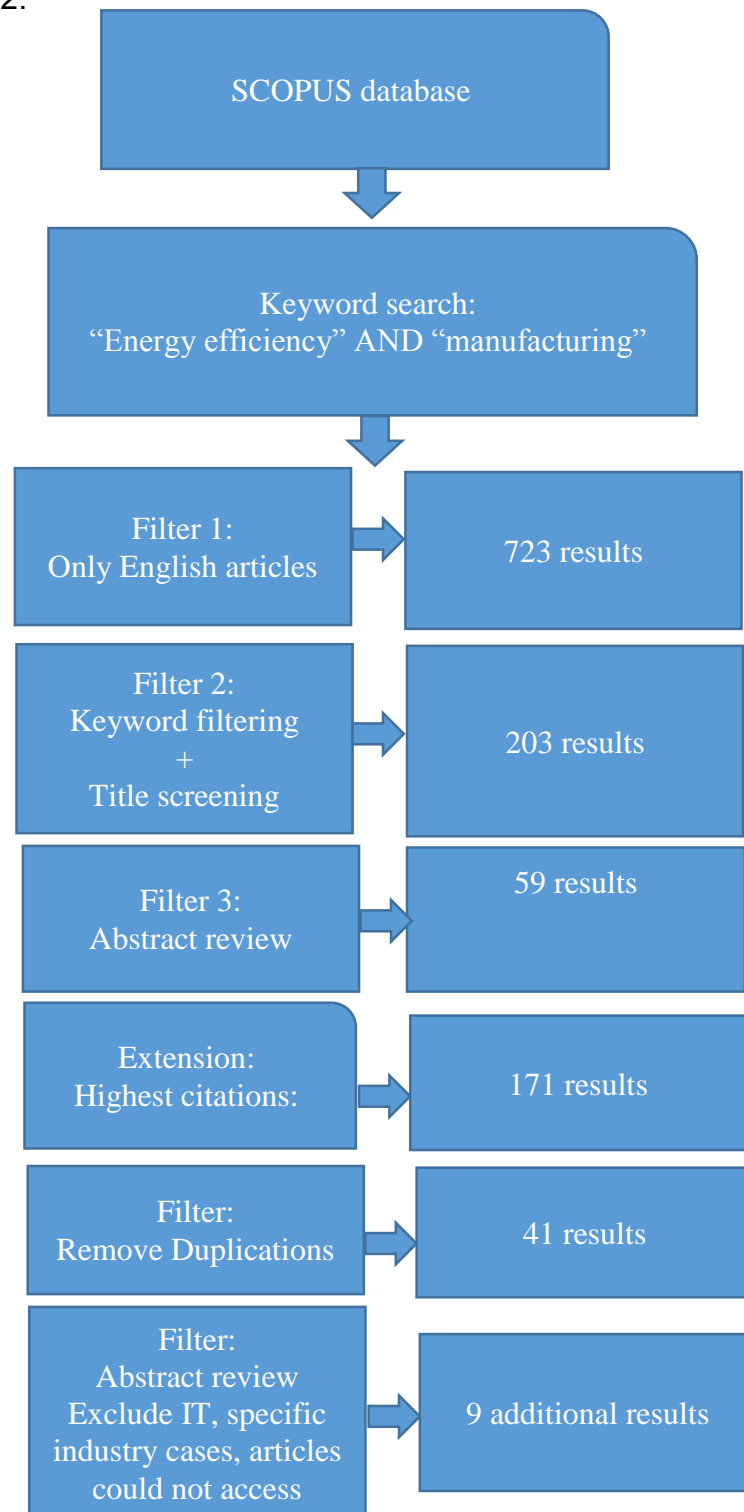 2.
SCOPUS database
Keyword search:
“Energy efficiency” AND “manufacturing”
Filter 1:
Only English articles
723 results
Filter 2:
Keyword filtering
+
Title screening
203 results
Filter 3:
Abstract review
59 results
Extension:
Highest citations:
171 results
Filter:
Remove Duplications
41 results
Filter:
Abstract review
Exclude IT, specific
industry cases, articles
could not access
9 additional results